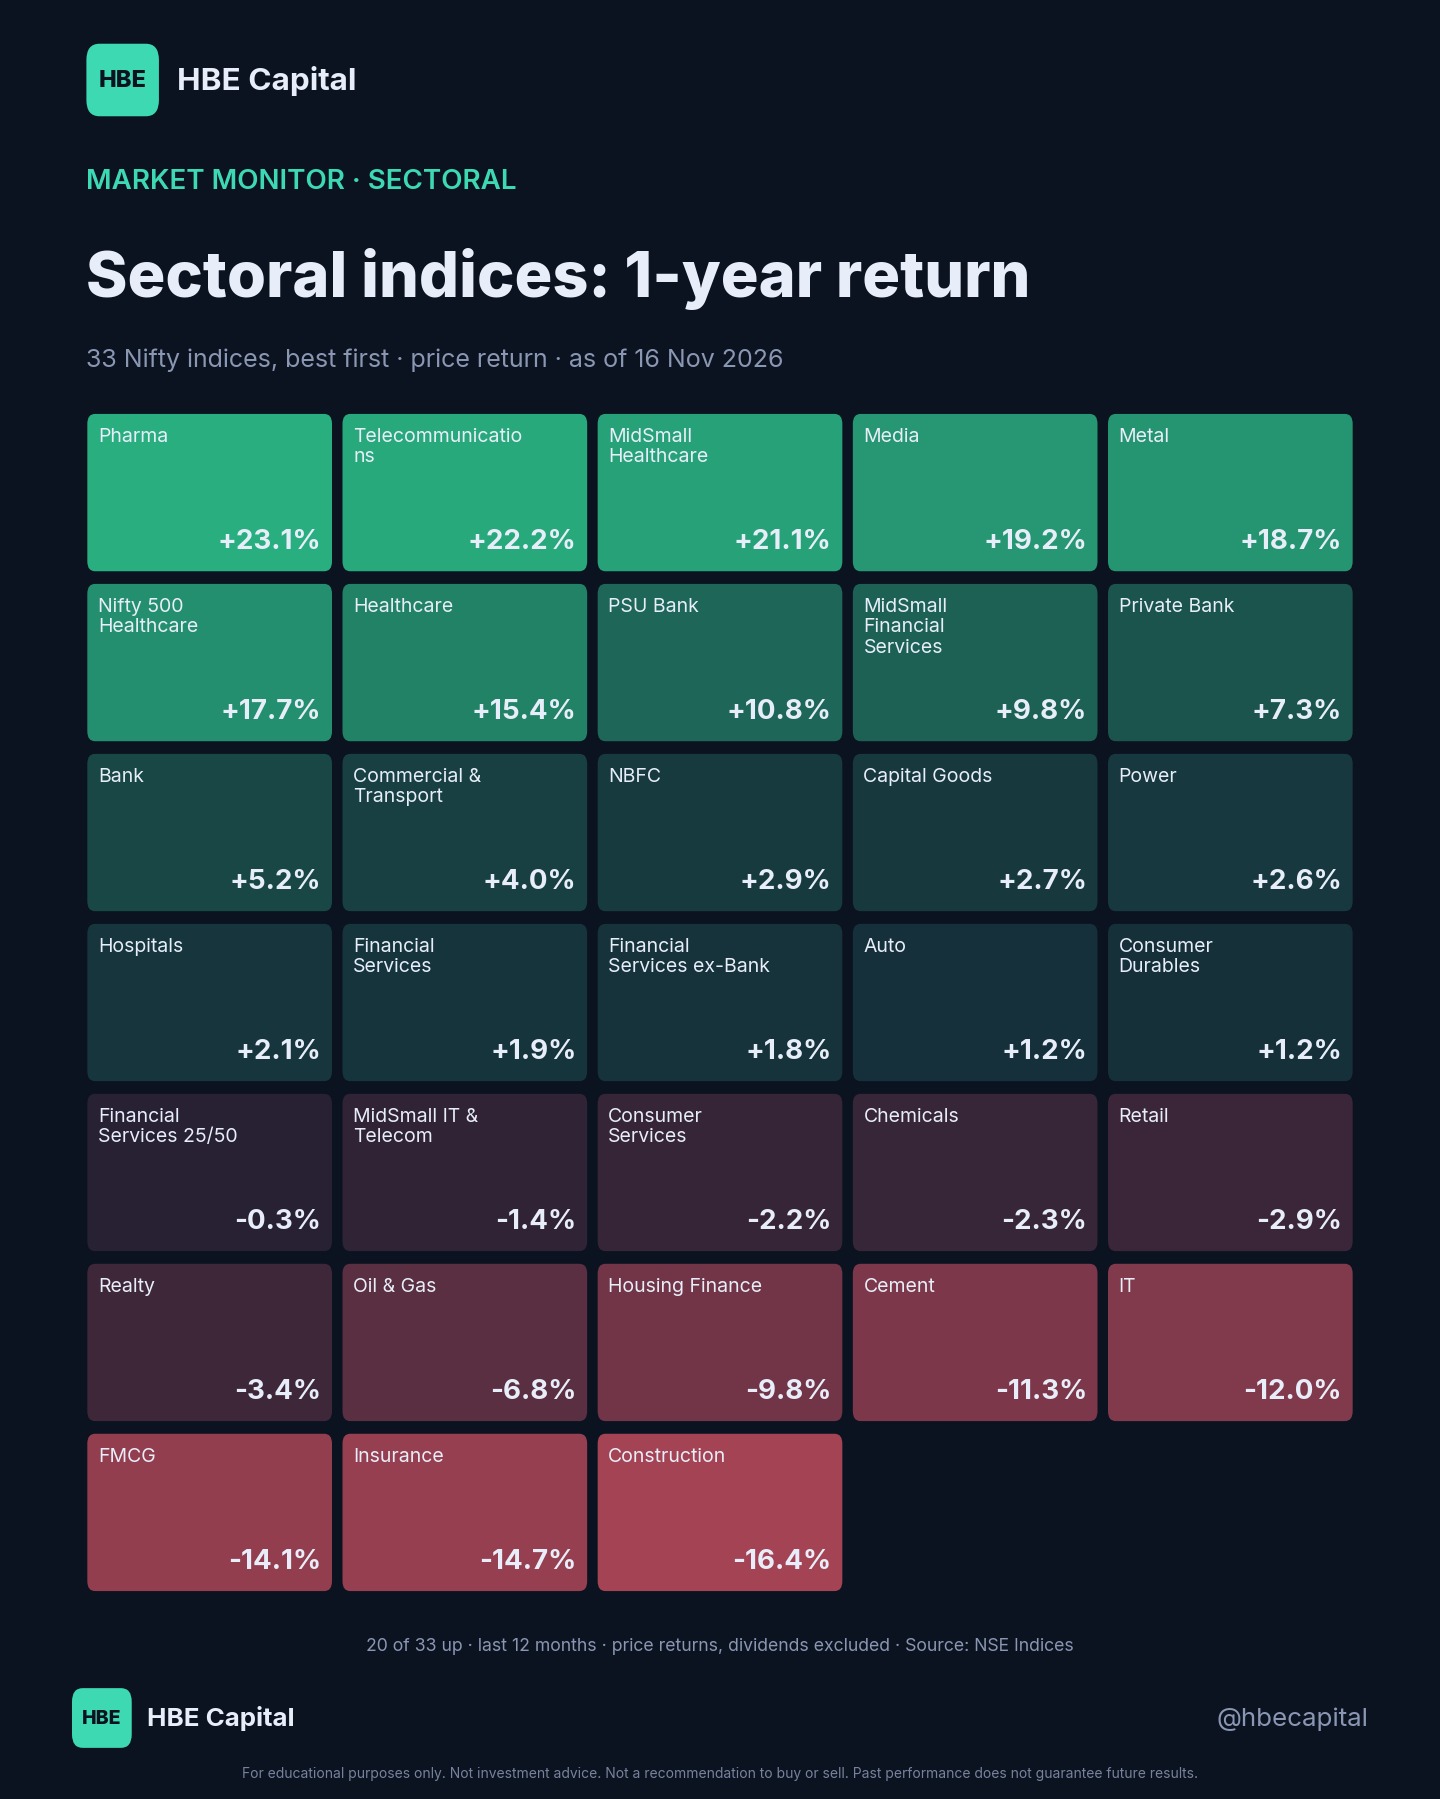 HBE
HBE Capital
MARKET MONITOR · SECTORAL
Sectoral indices: 1-year return
33 Nifty indices, best first · price return · as of 16 Nov 2026
Pharma
+23.1%
Telecommunicatio
ns
+22.2%
MidSmall
Healthcare
+21.1%
Media
+19.2%
Metal
+18.7%
Nifty 500
Healthcare
+17.7%
Healthcare
+15.4%
PSU Bank
+10.8%
MidSmall
Financial
Services
+9.8%
Private Bank
+7.3%
Bank
+5.2%
Commercial &
Transport
+4.0%
NBFC
+2.9%
Capital Goods
+2.7%
Power
+2.6%
Hospitals
+2.1%
Financial
Services
+1.9%
Financial
Services ex-Bank
+1.8%
Auto
+1.2%
Consumer
Durables
+1.2%
Financial
Services 25/50
-0.3%
MidSmall IT &
Telecom
-1.4%
Consumer
Services
-2.2%
Chemicals
-2.3%
Retail
-2.9%
Realty
-3.4%
Oil & Gas
-6.8%
Housing Finance
-9.8%
Cement
-11.3%
IT
-12.0%
FMCG
-14.1%
Insurance
-14.7%
Construction
-16.4%
20 of 33 up · last 12 months · price returns, dividends excluded · Source: NSE Indices
HBE
HBE Capital
@hbecapital
For educational purposes only. Not investment advice. Not a recommendation to buy or sell. Past performance does not guarantee future results.